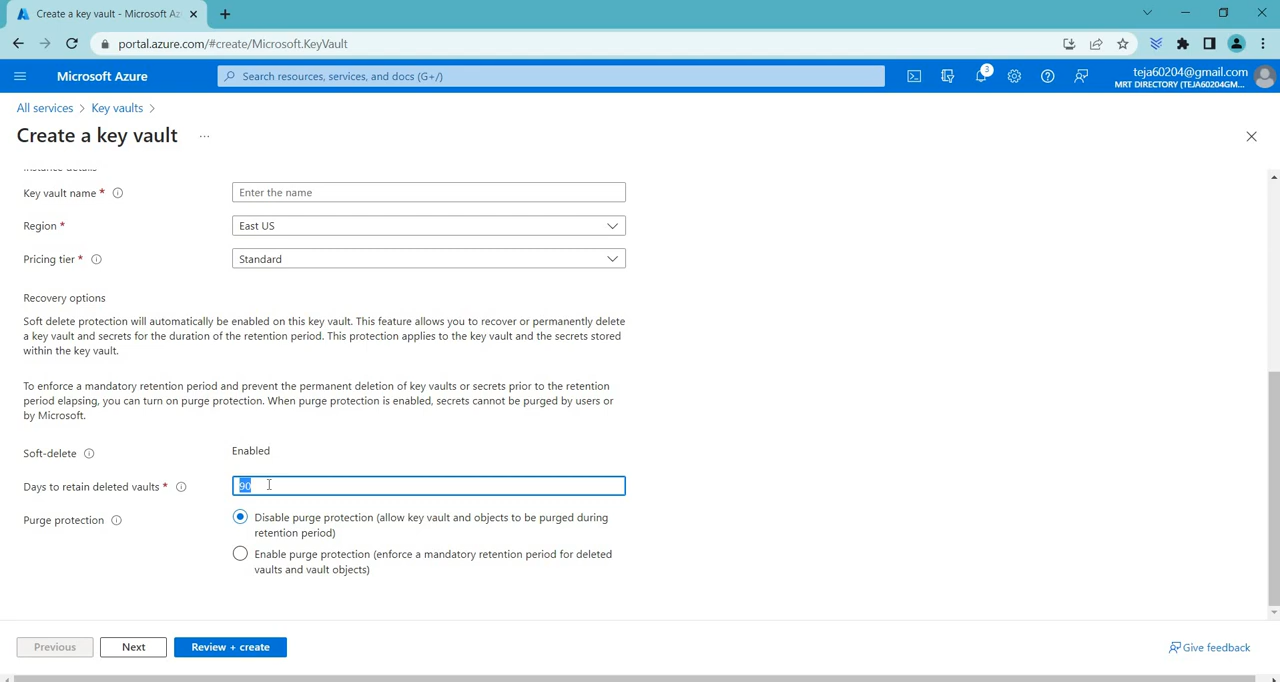 Create a key vault - Microsoft Az
portal.azure.com/#create/Microsoft.KeyVault
Microsoft Azure
Search resources, services, and docs (G+/)
3
teja60204@gmail.com
MRT DIRECTORY (TEJA60204GM...
All services > Key vaults >
Create a key vault ...
Instance details
Key vault name *
Enter the name
Region *
East US
Pricing tier *
Standard
Recovery options
Soft delete protection will automatically be enabled on this key vault. This feature allows you to recover or permanently delete
a key vault and secrets for the duration of the retention period. This protection applies to the key vault and the secrets stored
within the key vault.
To enforce a mandatory retention period and prevent the permanent deletion of key vaults or secrets prior to the retention
period elapsing, you can turn on purge protection. When purge protection is enabled, secrets cannot be purged by users or
by Microsoft.
Soft-delete
Enabled
Days to retain deleted vaults *
90
Purge protection
Disable purge protection (allow key vault and objects to be purged during
retention period)
Enable purge protection (enforce a mandatory retention period for deleted
vaults and vault objects)
Previous
Next
Review + create
Give feedback